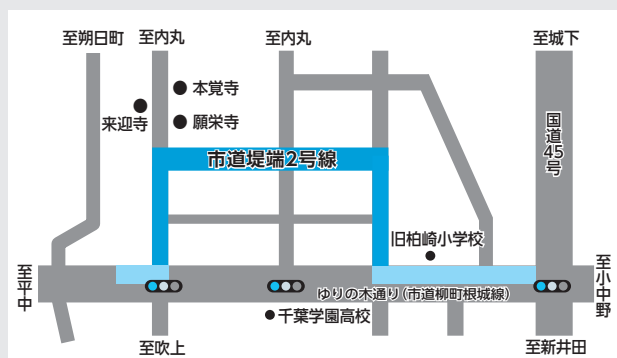 至朔日町
至内丸
至内丸
至城下
本覚寺
来迎寺
願栄寺
国道45号
市道堤端2号線
旧柏崎小学校
至平中
至小中野
ゆりの木通り(市道柳町根城線)
千葉学園高校
至吹上
至新井田